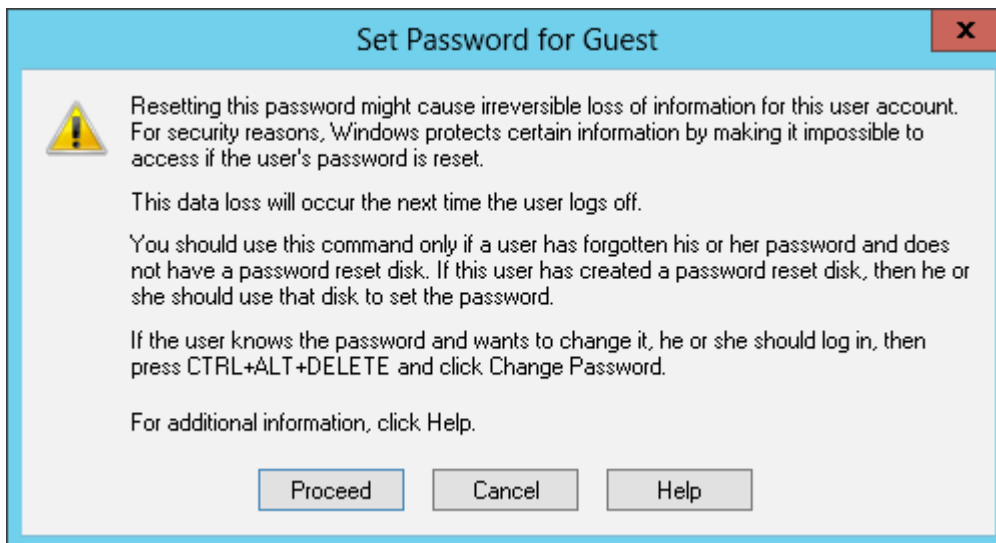 Set Password for Guest
x
Resetting this password might cause irreversible loss of information for this user account.
For security reasons, Windows protects certain information by making it impossible to
access if the user's password is reset.
This data loss will occur the next time the user logs off.
You should use this command only if a user has forgotten his or her password and does
not have a password reset disk. If this user has created a password reset disk, then he or
she should use that disk to set the password.
If the user knows the password and wants to change it, he or she should log in, then
press CTRL+ALT+DELETE and click Change Password.
For additional information, click Help.
Proceed
Cancel
Help